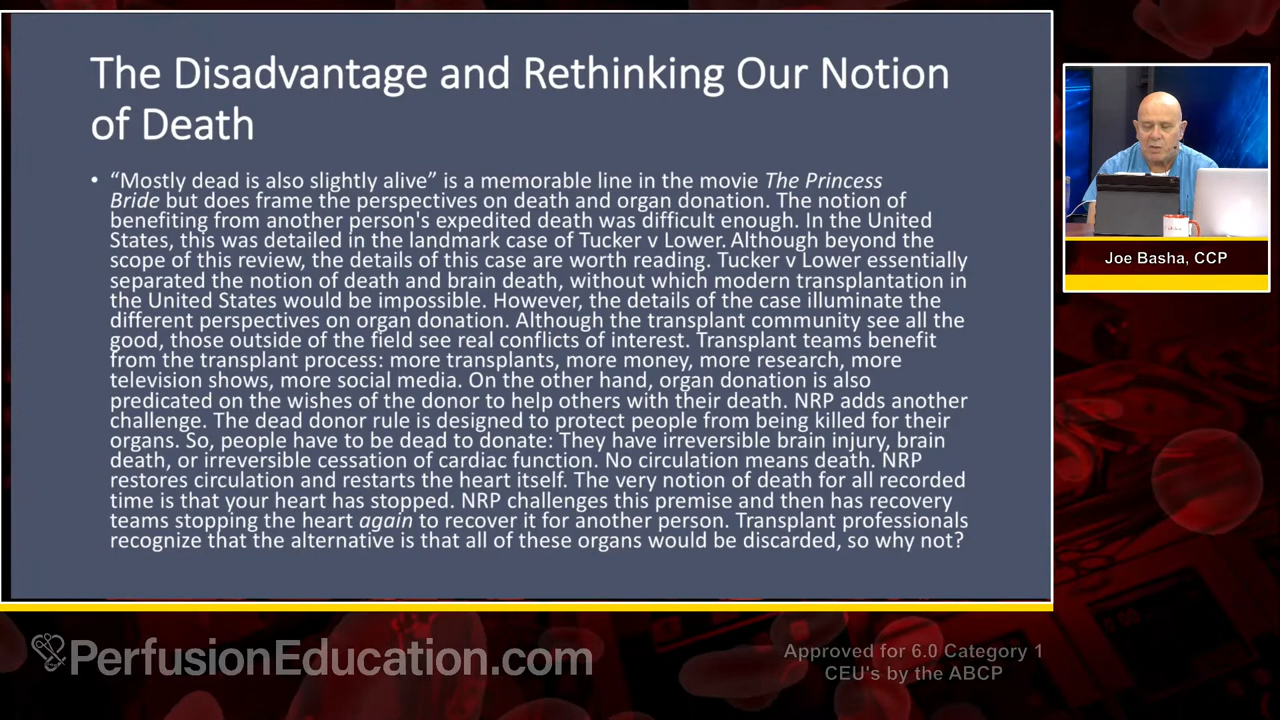 The Disadvantage and Rethinking Our Notion
of Death
• “Mostly dead is also slightly alive” is a memorable line in the movie The Princess
Bride but does frame the perspectives on death and organ donation. The notion of
benefiting from another person's expedited death was difficult enough. In the United
States, this was detailed in the landmark case of Tucker v Lower. Although beyond the
scope of this review, the details of this case are worth reading. Tucker v Lower essentially
separated the notion of death and brain death, without which modern transplantation in
the United States would be impossible. However, the details of the case illuminate the
different perspectives on organ donation. Although the transplant community see all the
good, those outside of the field see real conflicts of interest. Transplant teams benefit
from the transplant process: more transplants, more money, more research, more
television shows, more social media. On the other hand, organ donation is also
predicated on the wishes of the donor to help others with their death. NRP adds another
challenge. The dead donor rule is designed to protect people from being killed for their
organs. So, people have to be dead to donate: They have irreversible brain injury, brain
death, or irreversible cessation of cardiac function. No circulation means death. NRP
restores circulation and restarts the heart itself. The very notion of death for all recorded
time is that your heart has stopped. NRP challenges this premise and then has recovery
teams stopping the heart again to recover it for another person. Transplant professionals
recognize that the alternative is that all of these organs would be discarded, so why not?
Joe Basha, CCP
PerfusionEducation.com
Approved for 6.0 Category 1
CEU's by the ABCP